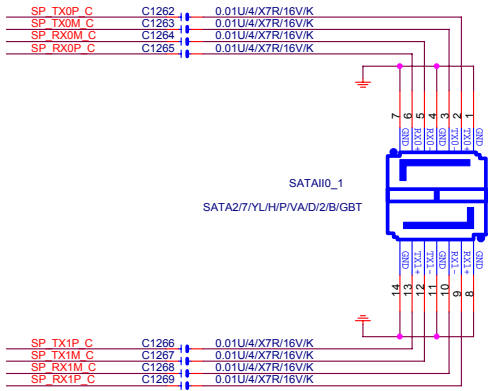 SP_TX0P_C C1262 0.01U/4/X7R/16V/K
SP_TX0M_C C1263 0.01U/4/X7R/16V/K
SP_RX0M_C C1264 0.01U/4/X7R/16V/K
SP_RX0P_C C1265 0.01U/4/X7R/16V/K
7 6 5 4 3 2 1
GND RX0+ RX0- GND TX0- TX0+ GND
SATAII0_1
SATA2/7/YL/H/P/VA/D/2/B/GBT
GND TX1+ TX1- GND RX1- RX1+ GND
14 13 12 11 10 9 8
SP_TX1P_C C1266 0.01U/4/X7R/16V/K
SP_TX1M_C C1267 0.01U/4/X7R/16V/K
SP_RX1M_C C1268 0.01U/4/X7R/16V/K
SP_RX1P_C C1269 0.01U/4/X7R/16V/K